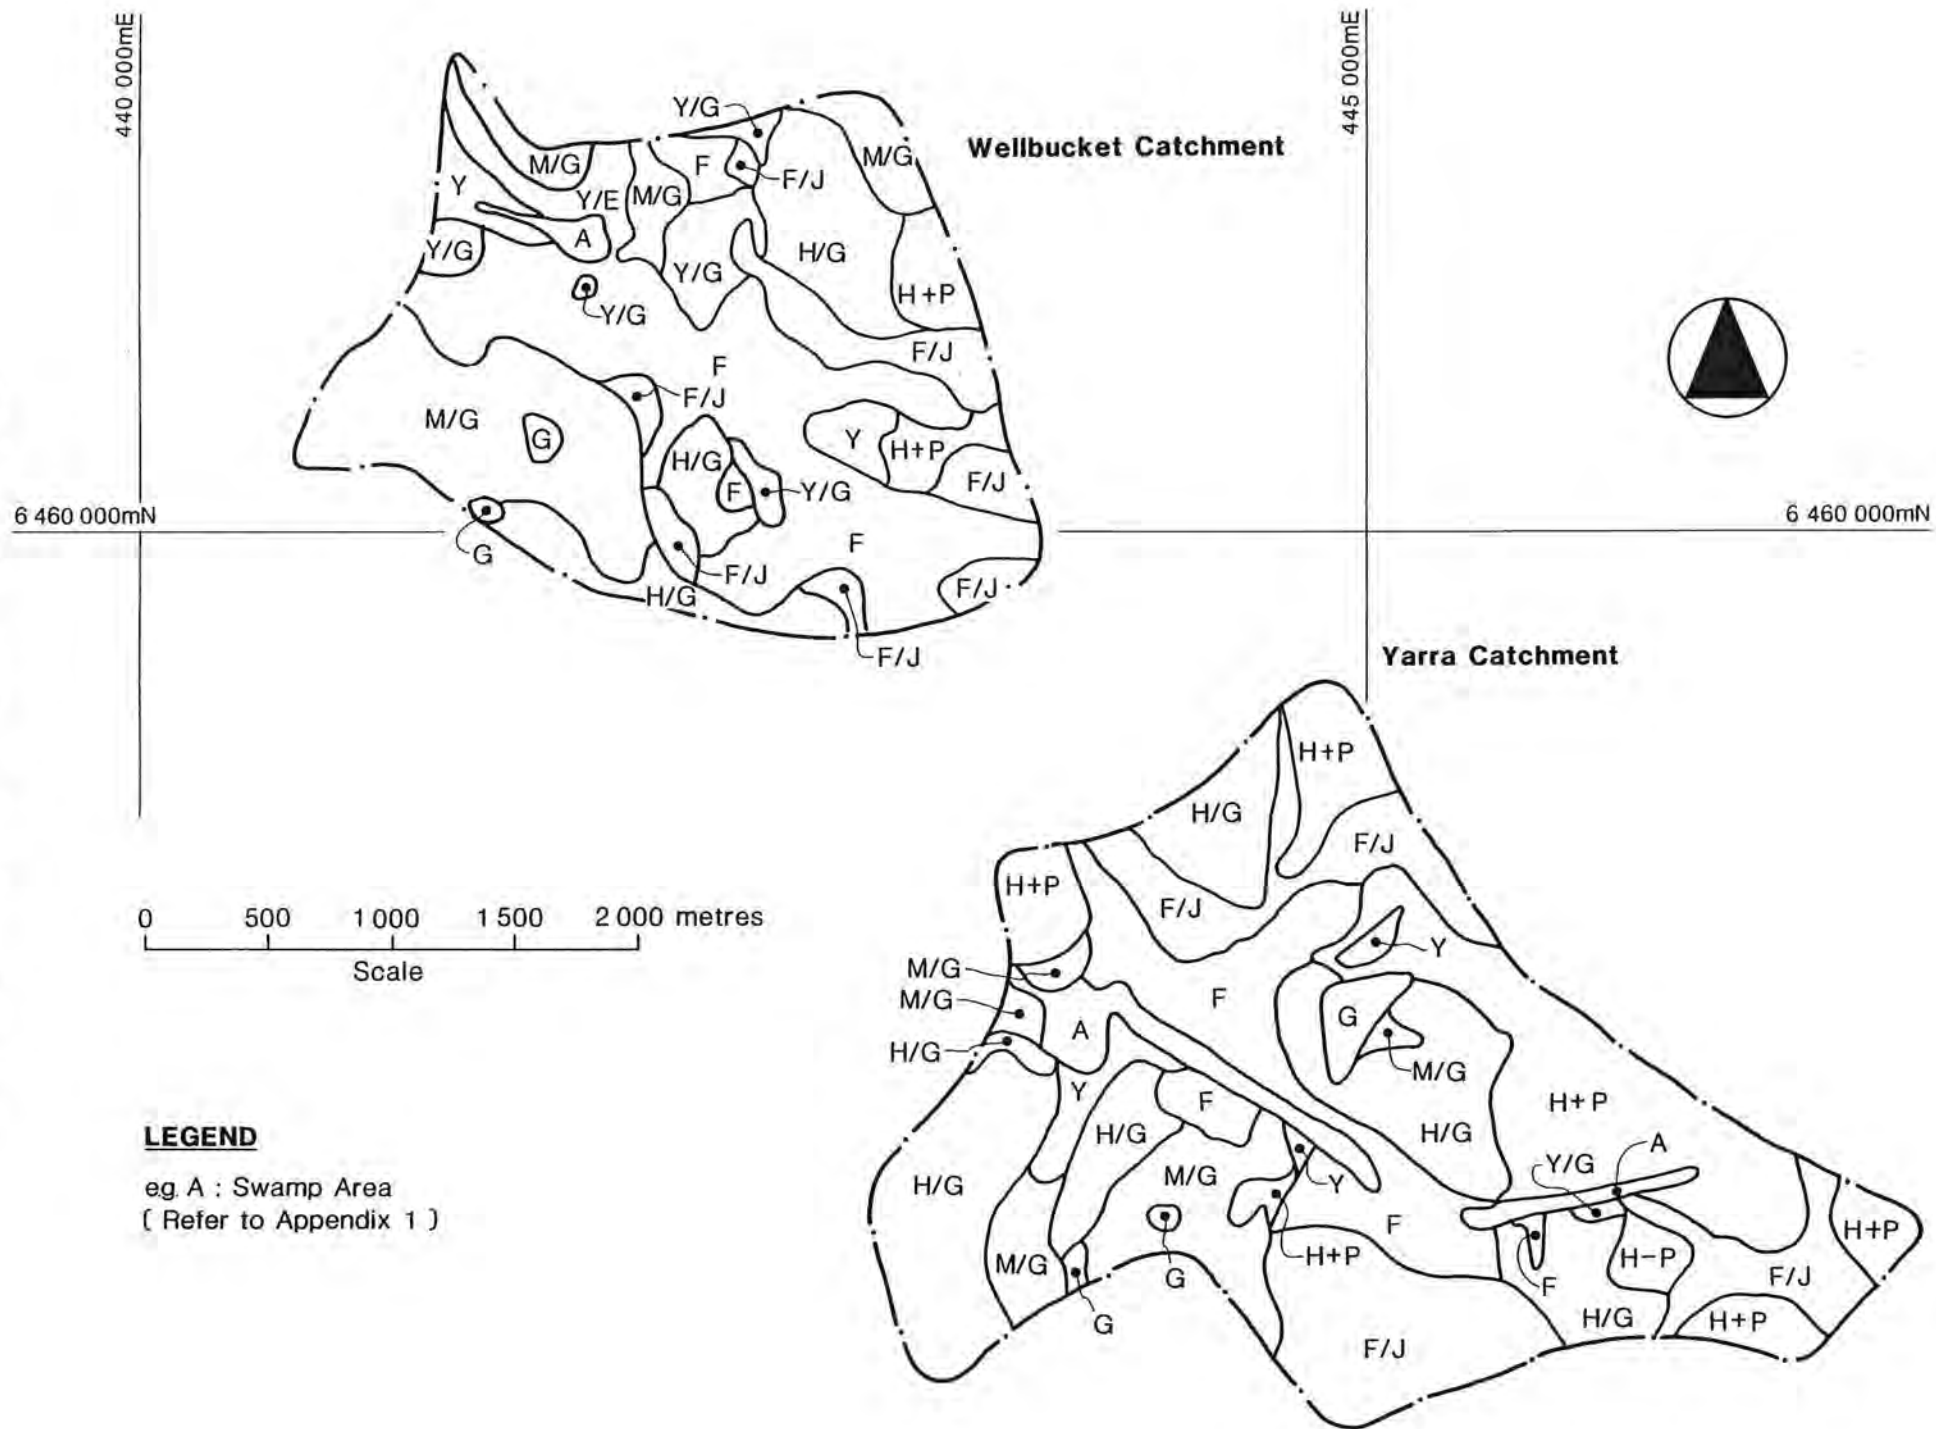 440 000mE
445 000mE
Wellbucket Catchment
Y/G
M/G
F
F/J
M/G
Y
Y/E
M/G
A
Y/G
Y/G
H/G
H+P
Y/G
F
F/J
F/J
M/G
G
H/G
F
Y/G
Y
H+P
F/J
6 460 000mN
6 460 000mN
G
F
F/J
H/G
F/J
F/J
Yarra Catchment
H+P
H/G
F/J
H+P
F/J
0 500 1 000 1 500 2 000 metres
Scale
Y
M/G
M/G
F
G
A
H/G
M/G
Y
F
H+P
H/G
H/G
A
Y/G
H/G
M/G
Y
F
H+P
H+P
M/G
G
H-P
F/J
F
G
H/G
H+P
F/J
LEGEND
e.g. A : Swamp Area
( Refer to Appendix 1 )